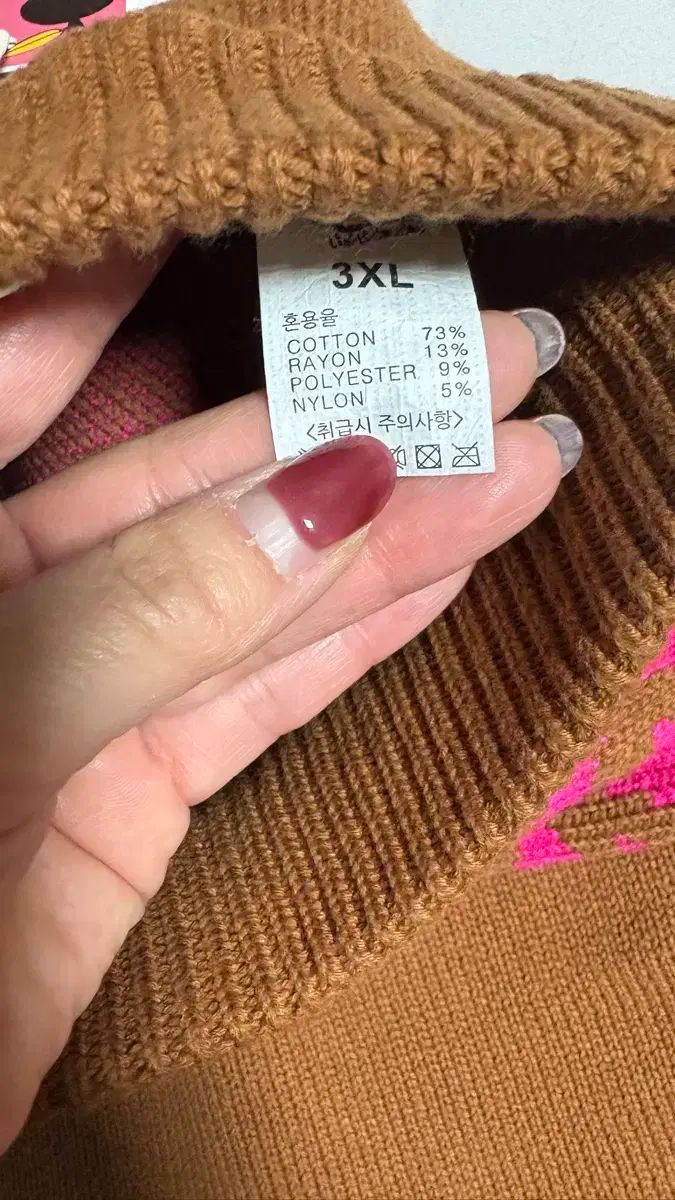 3XL
혼용율
COTTON 73%
RAYON 13%
POLYESTER 9%
NYLON 5%
<취급시 주의사항>